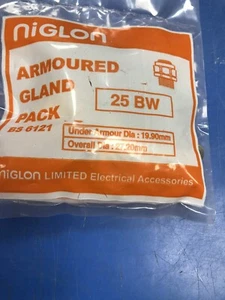 NiGLON
ARMOURED
GLAND
PACK
25 BW
BS 6121
Under Armour Dia : 19.90mm
Overall Dia : 27.20mm
NiGLON LIMITED Electrical Accessories